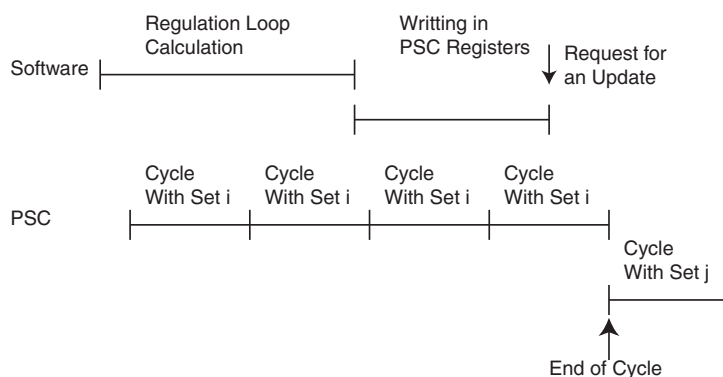 Regulation Loop
Calculation
Writting in
PSC Registers
Request for
an Update
Software
Cycle
With Set i
Cycle
With Set i
Cycle
With Set i
Cycle
With Set i
PSC
Cycle
With Set j
End of Cycle